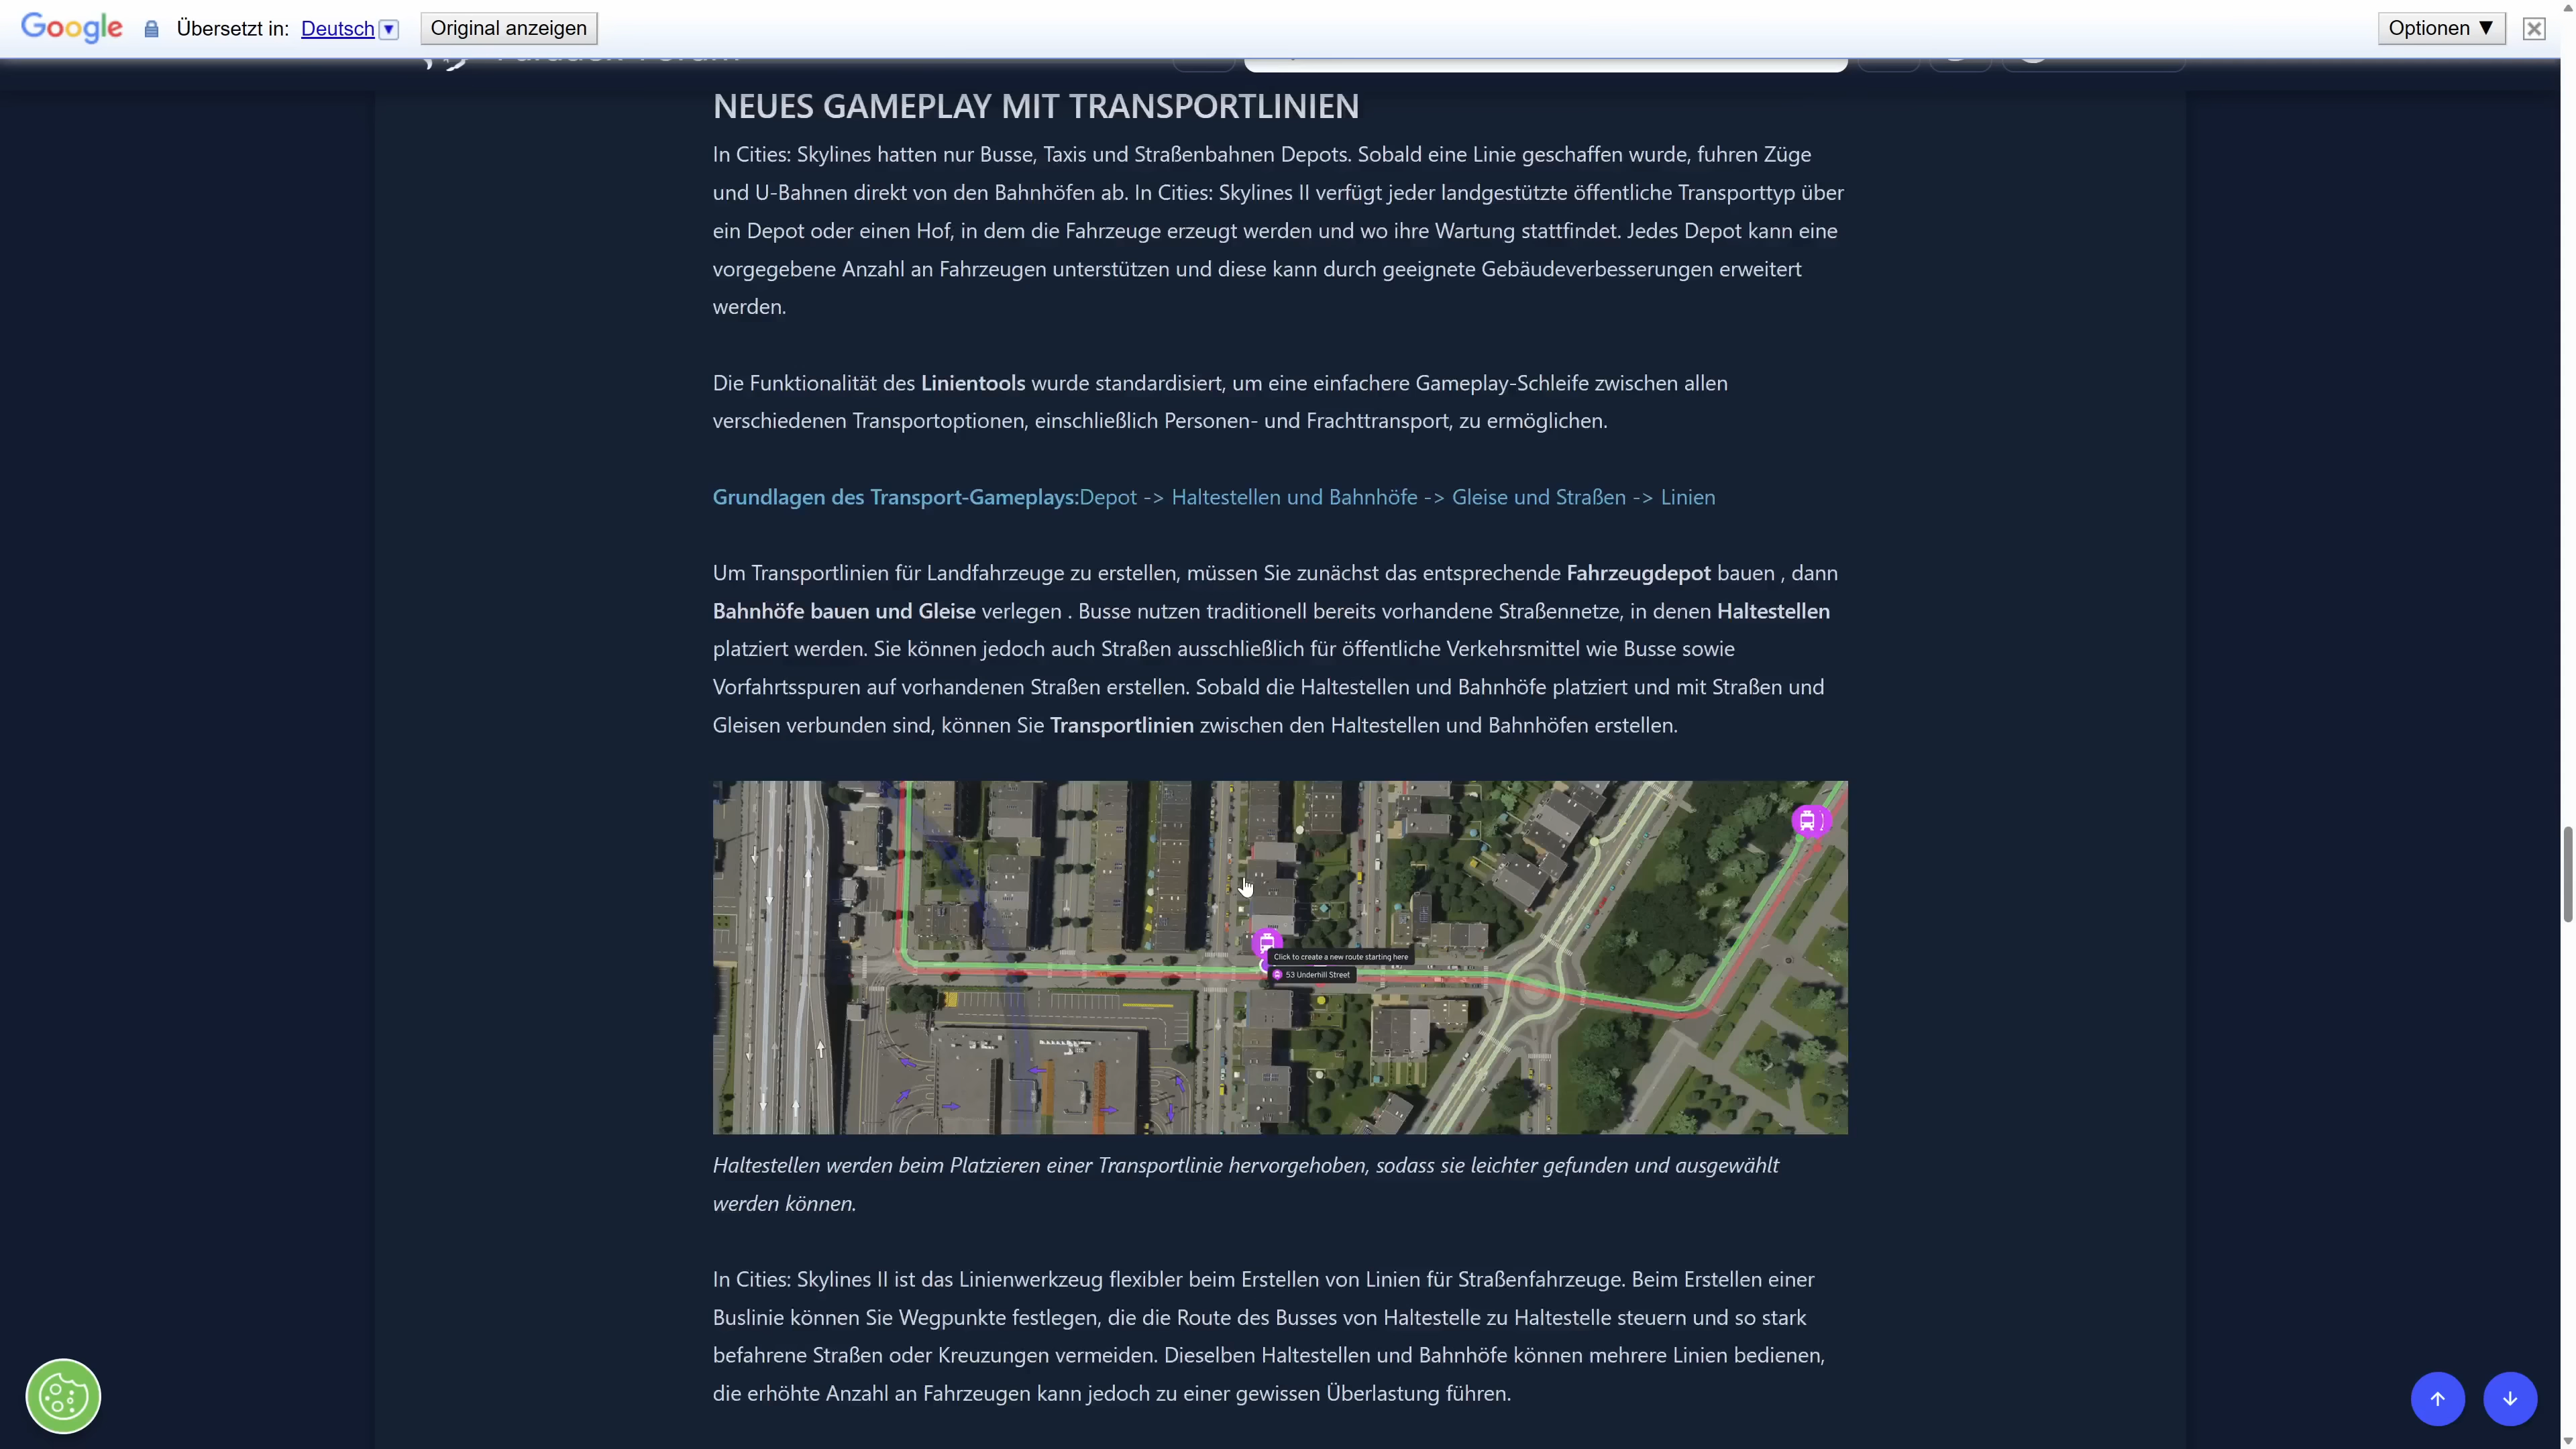 Google Übersetzt in: Deutsch ▼ Original anzeigen Optionen ▼
NEUES GAMEPLAY MIT TRANSPORTLINIEN
In Cities: Skylines hatten nur Busse, Taxis und Straßenbahnen Depots. Sobald eine Linie geschaffen wurde, fuhren Züge
und U-Bahnen direkt von den Bahnhöfen ab. In Cities: Skylines II verfügt jeder landgestützte öffentliche Transporttyp über
ein Depot oder einen Hof, in dem die Fahrzeuge erzeugt werden und wo ihre Wartung stattfindet. Jedes Depot kann eine
vorgegebene Anzahl an Fahrzeugen unterstützen und diese kann durch geeignete Gebäudeverbesserungen erweitert
werden.
Die Funktionalität des Linientools wurde standardisiert, um eine einfachere Gameplay-Schleife zwischen allen
verschiedenen Transportoptionen, einschließlich Personen- und Frachttransport, zu ermöglichen.
Grundlagen des Transport-Gameplays:Depot -> Haltestellen und Bahnhöfe -> Gleise und Straßen -> Linien
Um Transportlinien für Landfahrzeuge zu erstellen, müssen Sie zunächst das entsprechende Fahrzeugdepot bauen , dann
Bahnhöfe bauen und Gleise verlegen . Busse nutzen traditionell bereits vorhandene Straßennetze, in denen Haltestellen
platziert werden. Sie können jedoch auch Straßen ausschließlich für öffentliche Verkehrsmittel wie Busse sowie
Vorfahrtsspuren auf vorhandenen Straßen erstellen. Sobald die Haltestellen und Bahnhöfe platziert und mit Straßen und
Gleisen verbunden sind, können Sie Transportlinien zwischen den Haltestellen und Bahnhöfen erstellen.
Click to create a new route starting here
53 Underhill Street
Haltestellen werden beim Platzieren einer Transportlinie hervorgehoben, sodass sie leichter gefunden und ausgewählt
werden können.
In Cities: Skylines II ist das Linienwerkzeug flexibler beim Erstellen von Linien für Straßenfahrzeuge. Beim Erstellen einer
Buslinie können Sie Wegpunkte festlegen, die die Route des Busses von Haltestelle zu Haltestelle steuern und so stark
befahrene Straßen oder Kreuzungen vermeiden. Dieselben Haltestellen und Bahnhöfe können mehrere Linien bedienen,
die erhöhte Anzahl an Fahrzeugen kann jedoch zu einer gewissen Überlastung führen.